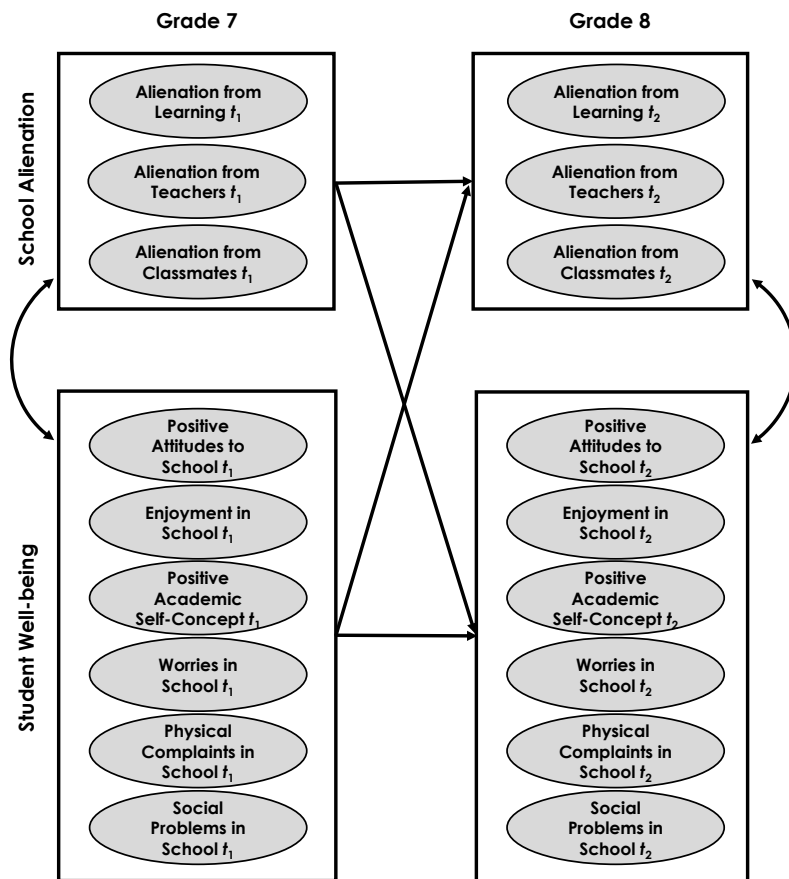 Grade 7
Grade 8
School Alienation
Alienation from
Learning t1
Alienation from
Teachers t1
Alienation from
Classmates t1
Alienation from
Learning t2
Alienation from
Teachers t2
Alienation from
Classmates t2
Student Well-being
Positive
Attitudes to
School t1
Enjoyment in
School t1
Positive
Academic
Self-Concept t1
Worries in
School t1
Physical
Complaints in
School t1
Social
Problems in
School t1
Positive
Attitudes to
School t2
Enjoyment in
School t2
Positive
Academic
Self-Concept t2
Worries in
School t2
Physical
Complaints in
School t2
Social
Problems in
School t2